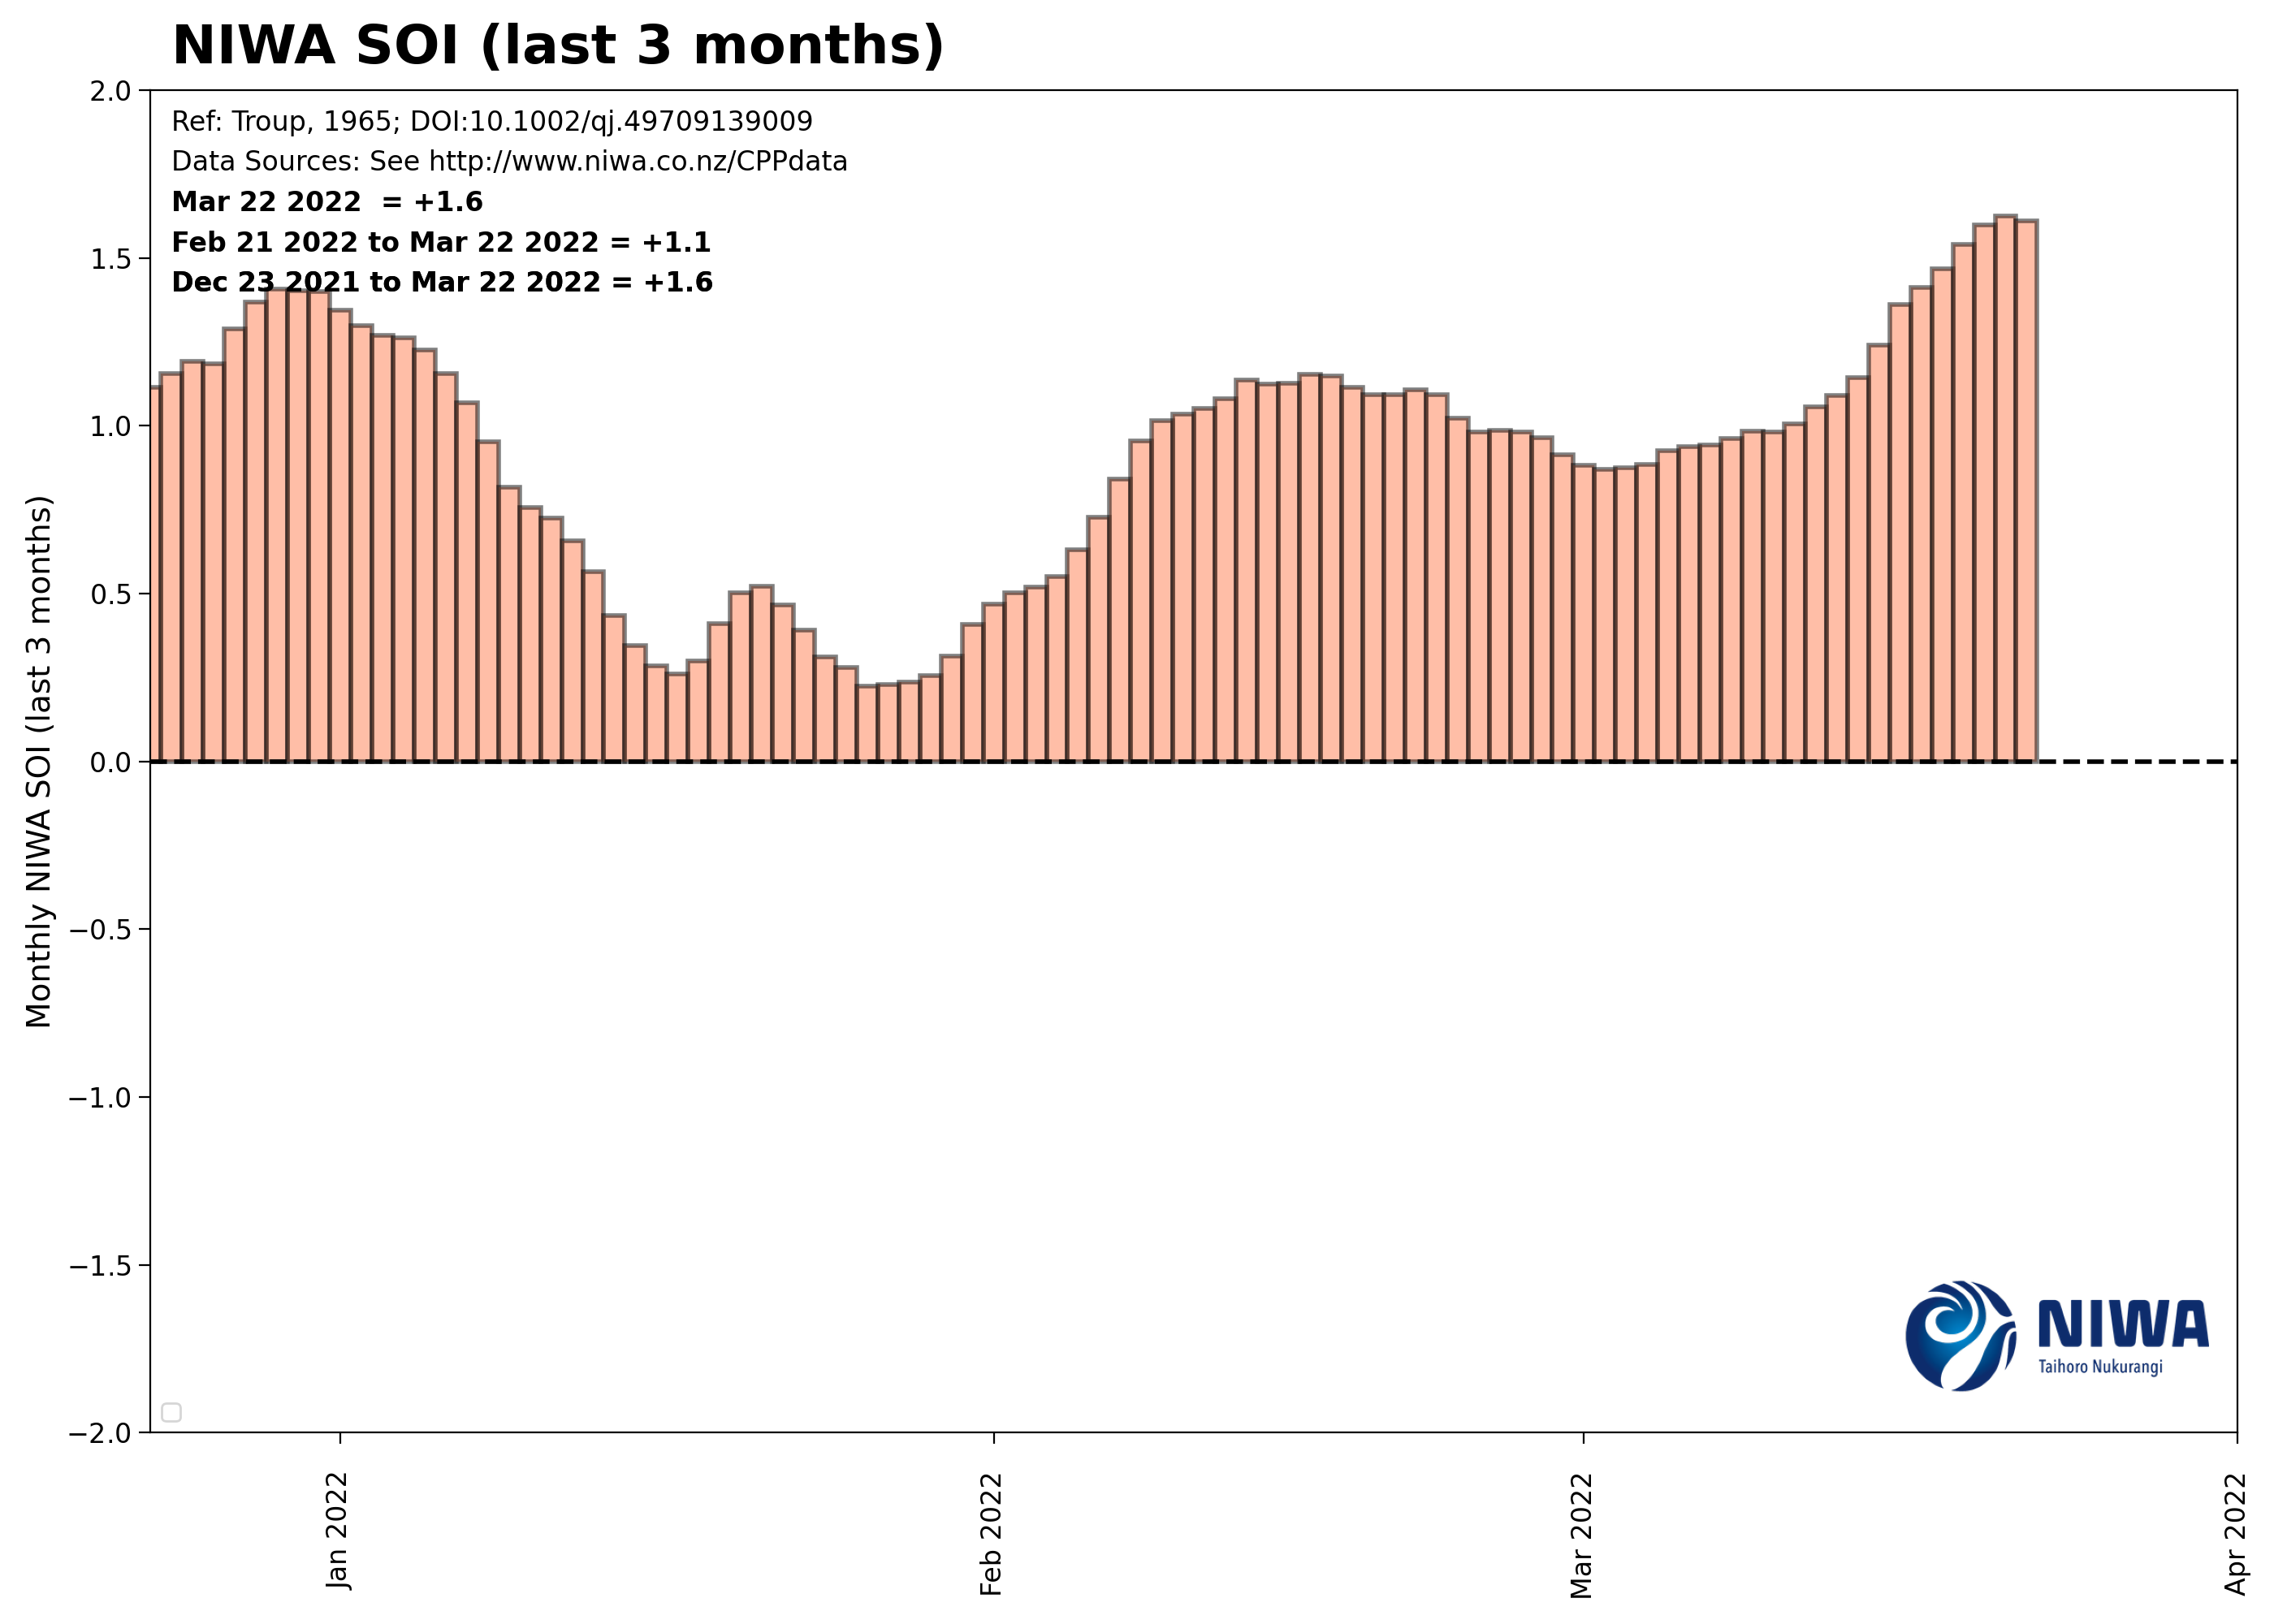 NIWA SOI (last 3 months)
Ref: Troup, 1965; DOI:10.1002/qj.49709139009
Data Sources: See http://www.niwa.co.nz/CPPdata
Mar 22 2022  = +1.6
Feb 21 2022 to Mar 22 2022 = +1.1
Dec 23 2021 to Mar 22 2022 = +1.6
Monthly NIWA SOI (last 3 months)
2.0
1.5
1.0
0.5
0.0
−0.5
−1.0
−1.5
−2.0
NIWA
Taihoro Nukurangi
Jan 2022
Feb 2022
Mar 2022
Apr 2022